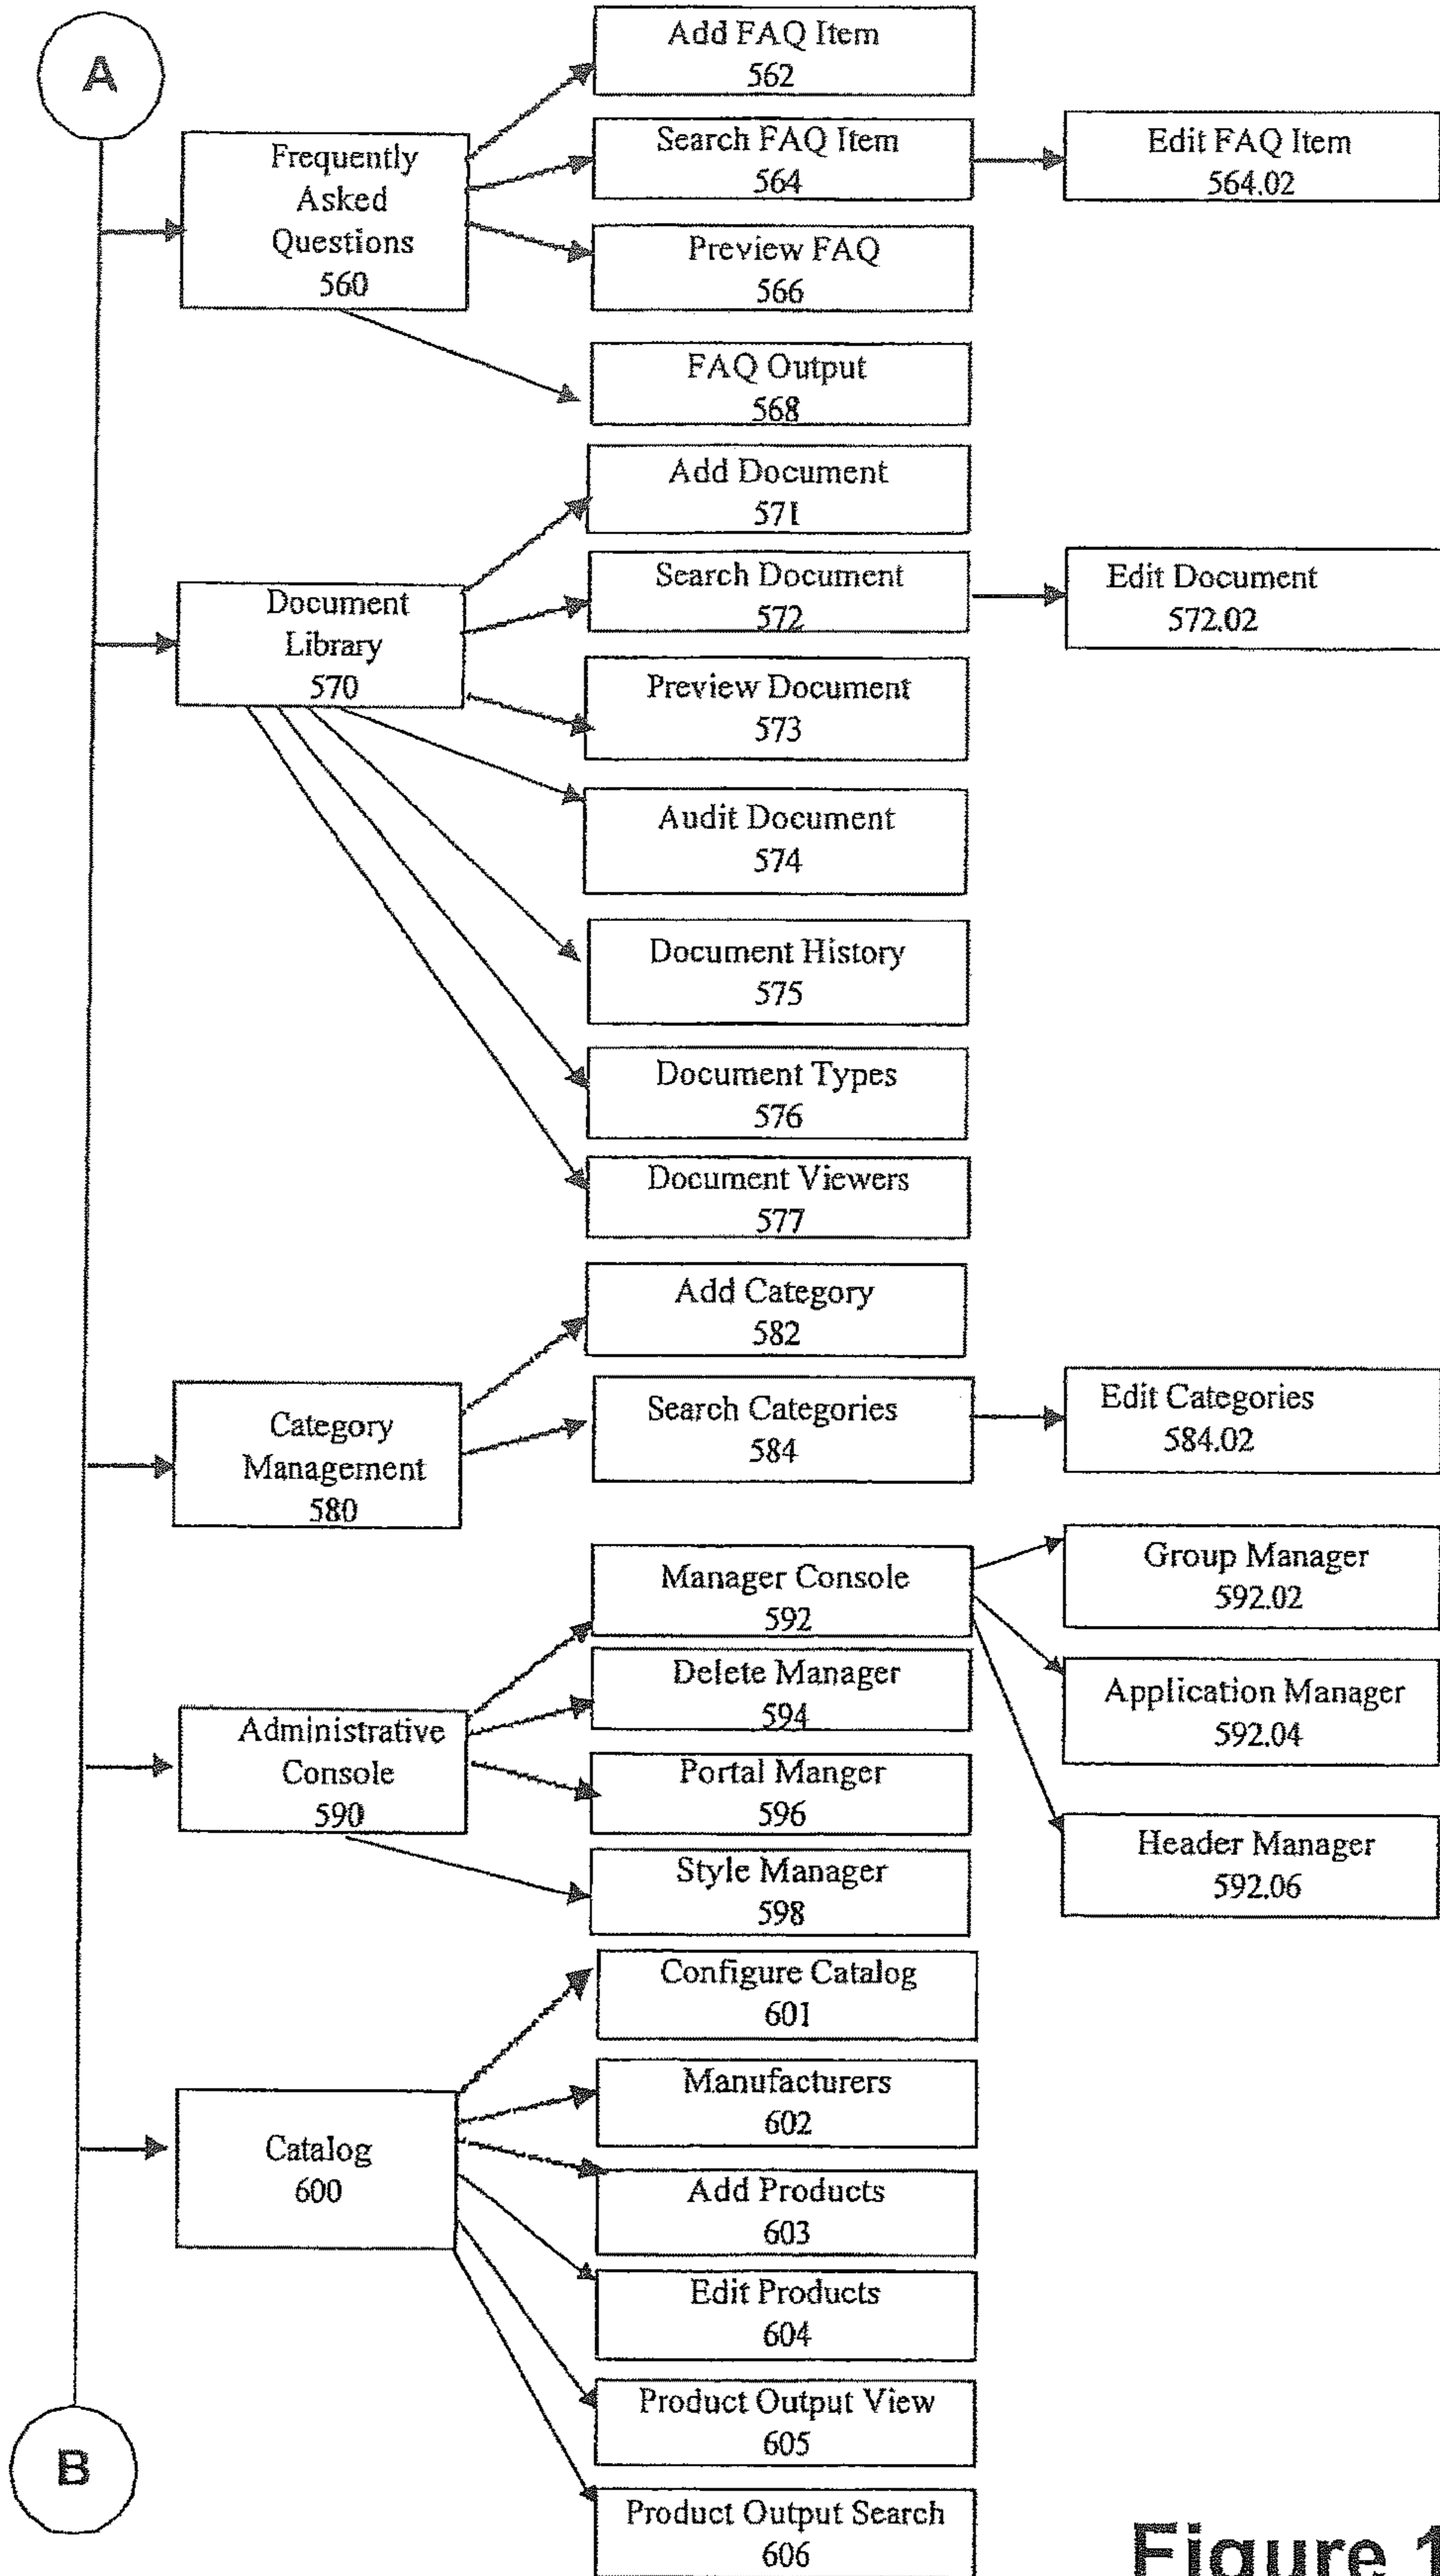 A
Add FAQ Item
562
Frequently
Asked
Questions
560
Search FAQ Item
564
Edit FAQ Item
564.02
Preview FAQ
566
FAQ Output
568
Add Document
571
Document
Library
570
Search Document
572
Edit Document
572.02
Preview Document
573
Audit Document
574
Document History
575
Document Types
576
Document Viewers
577
Add Category
582
Category
Management
580
Search Categories
584
Edit Categories
584.02
Manager Console
592
Group Manager
592.02
Administrative
Console
590
Delete Manager
594
Application Manager
592.04
Portal Manger
596
Style Manager
598
Header Manager
592.06
Configure Catalog
601
Catalog
600
Manufacturers
602
Add Products
603
Edit Products
604
Product Output View
605
B
Product Output Search
606
Figure 1